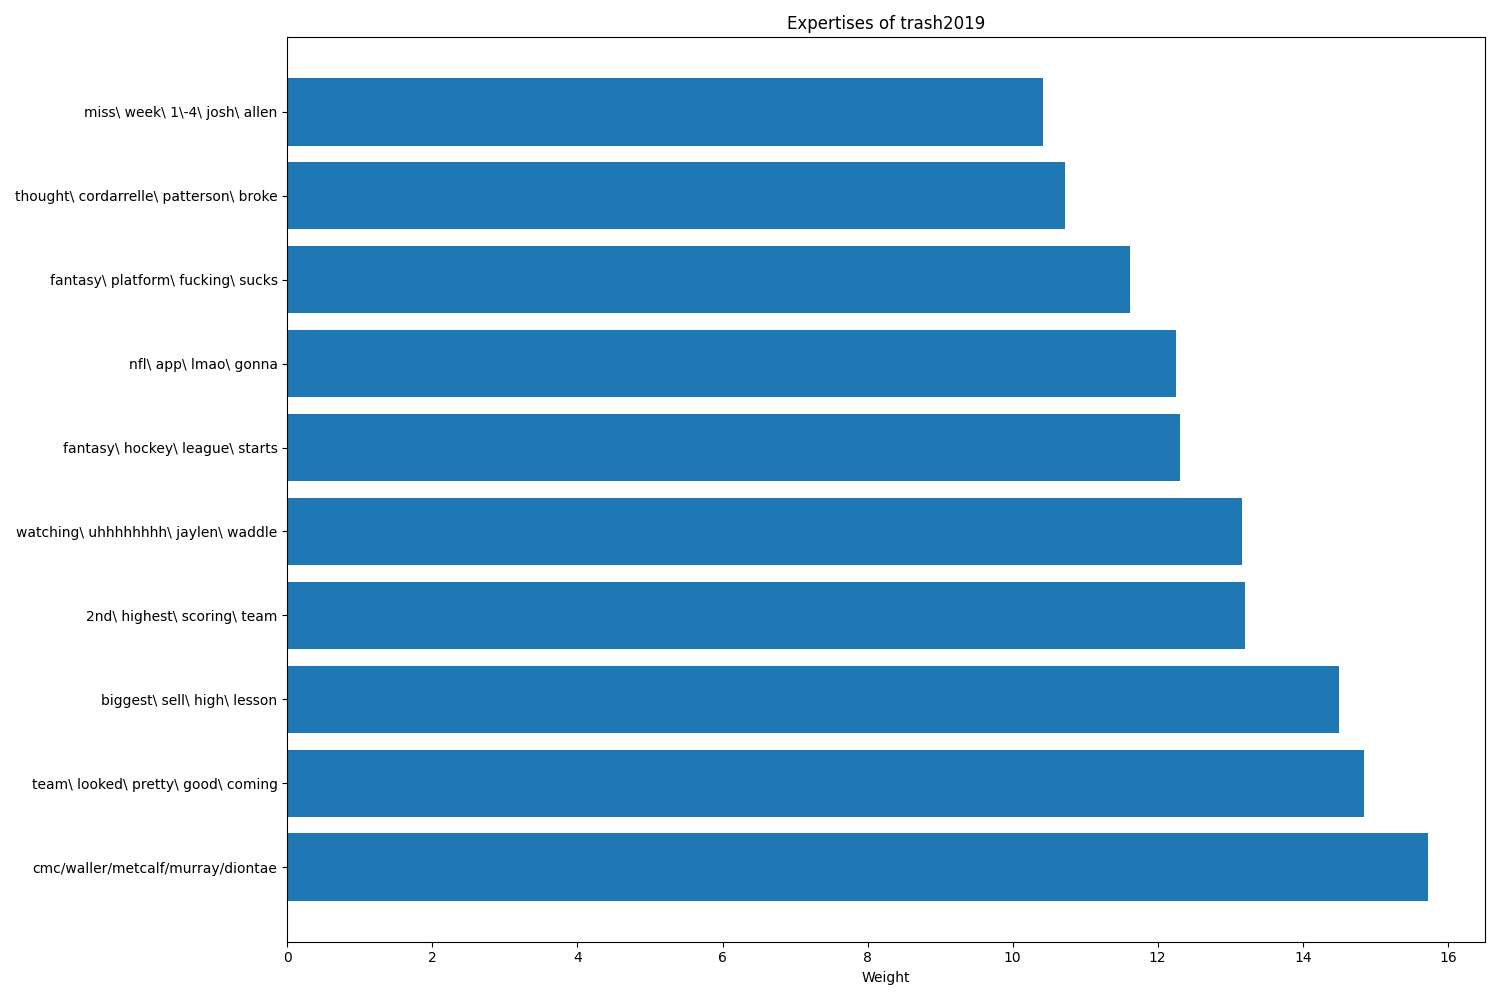 Expertises of trash2019
miss\ week\ 1\-4\ josh\ allen
thought\ cordarrelle\ patterson\ broke
fantasy\ platform\ fucking\ sucks
nfl\ app\ lmao\ gonna
fantasy\ hockey\ league\ starts
watching\ uhhhhhhhh\ jaylen\ waddle
2nd\ highest\ scoring\ team
biggest\ sell\ high\ lesson
team\ looked\ pretty\ good\ coming
cmc/waller/metcalf/murray/diontae
0 2 4 6 8 10 12 14 16
Weight